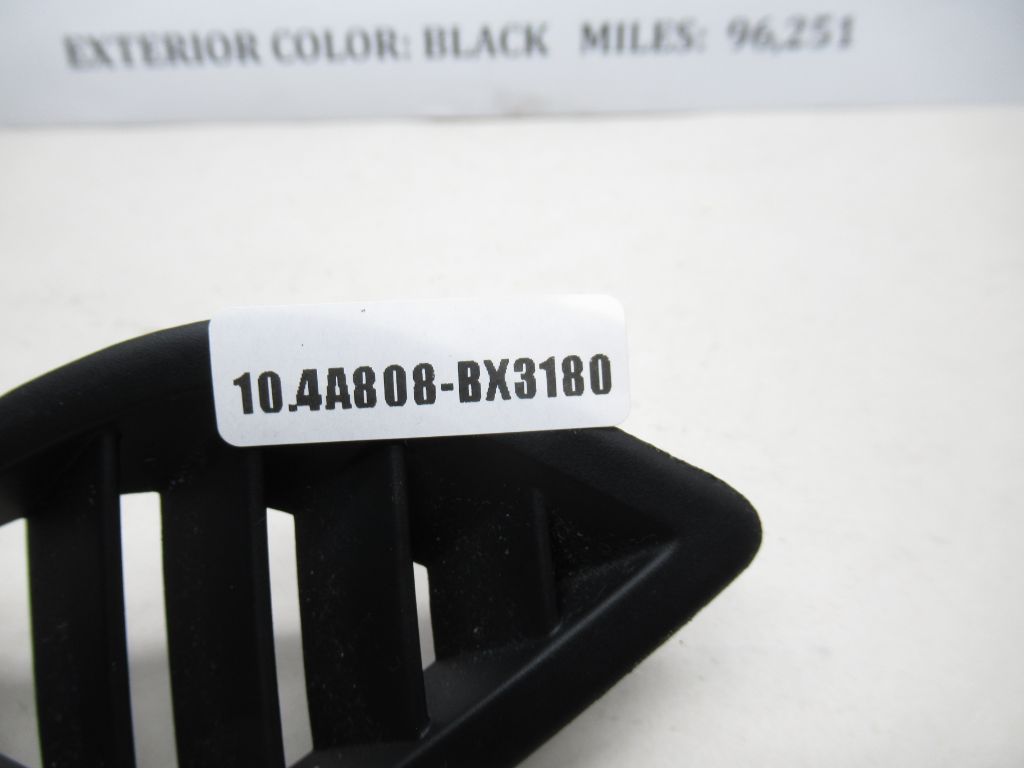 EXTERIOR COLOR: BLACK MILES: 96,251
10.4A808-BX3180